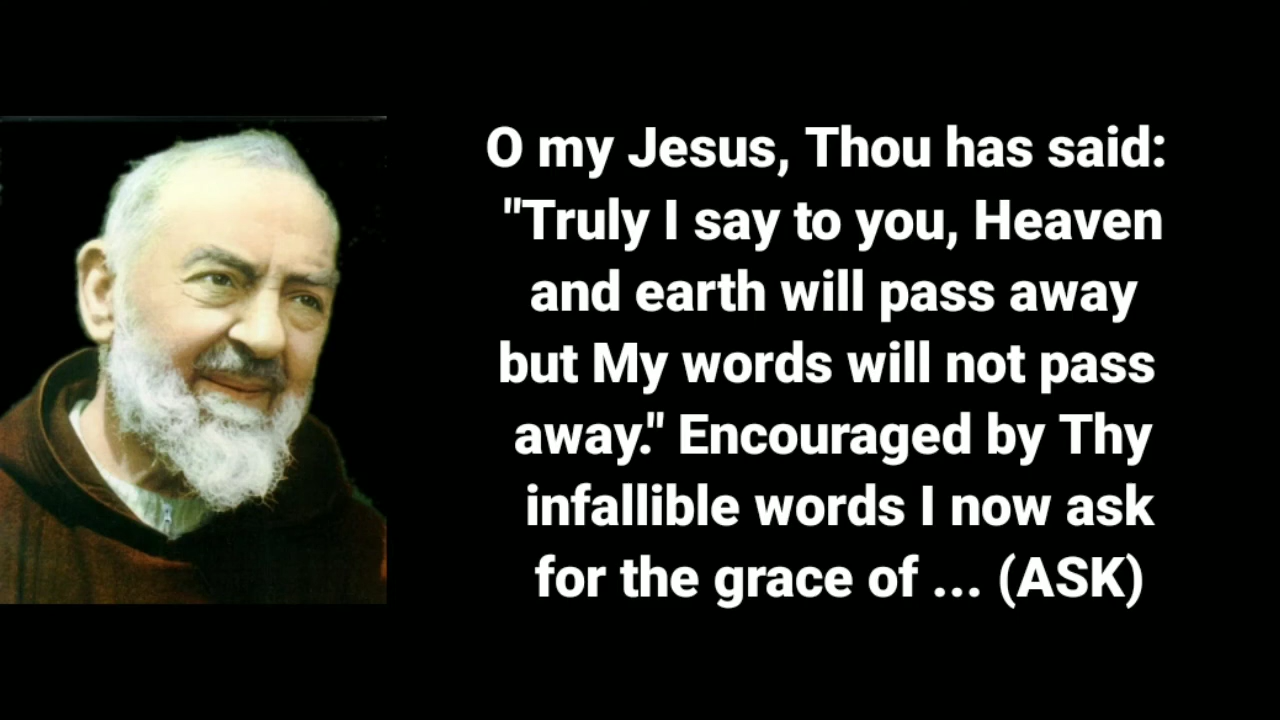 O my Jesus, Thou has said:
"Truly I say to you, Heaven
and earth will pass away
but My words will not pass
away." Encouraged by Thy
infallible words I now ask
for the grace of ... (ASK)